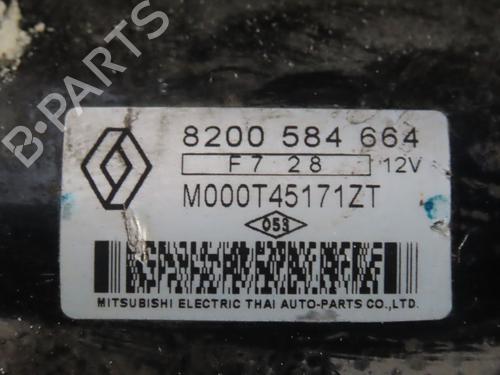 B-PARTS
8200 584 664
F7 28 12V
M000T45171ZT
053
MITSUBISHI ELECTRIC THAI AUTO-PARTS CO.,LTD.